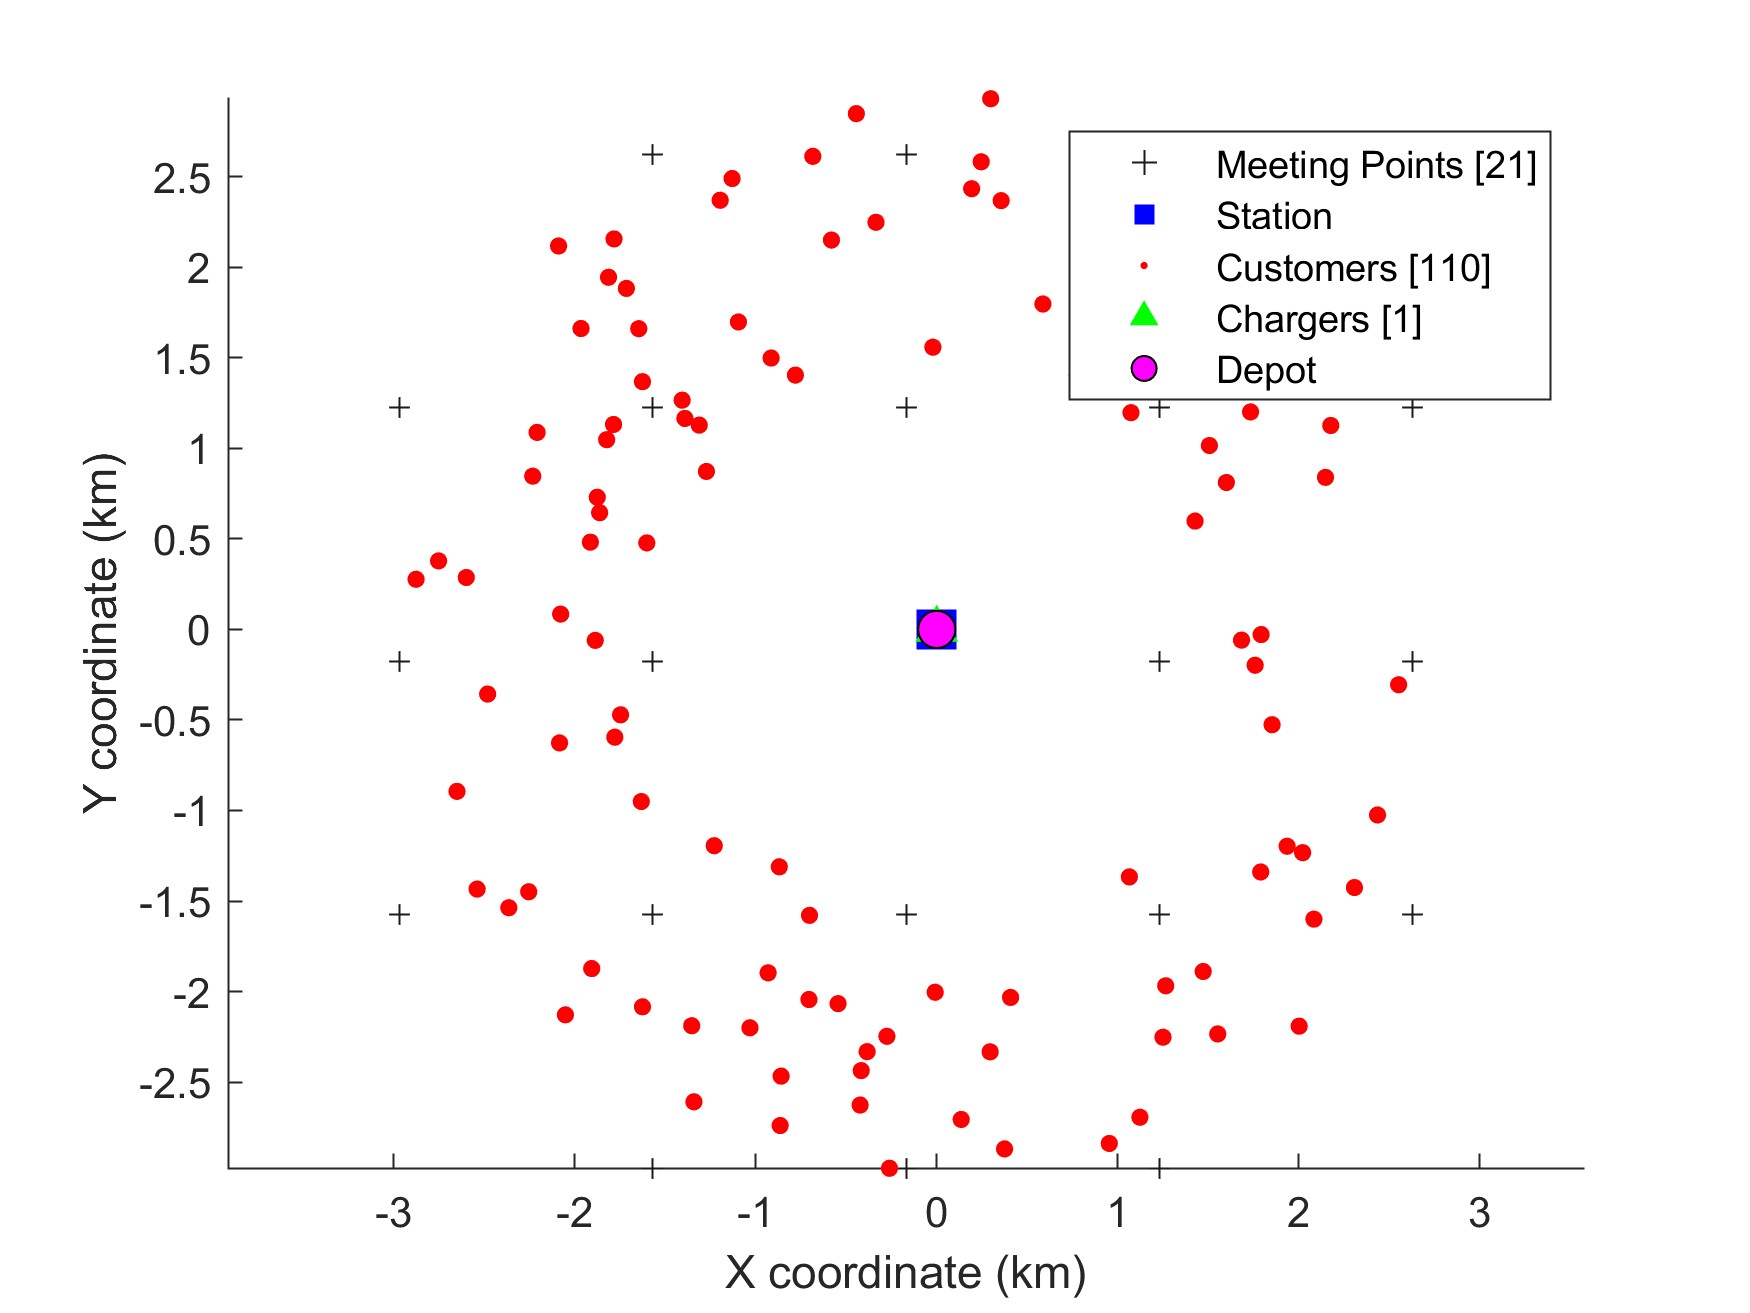 Meeting Points [21]
Station
Customers [110]
Chargers [1]
Depot
Y coordinate (km)
2.5
2
1.5
1
0.5
0
-0.5
-1
-1.5
-2
-2.5
-3 -2 -1 0 1 2 3
X coordinate (km)